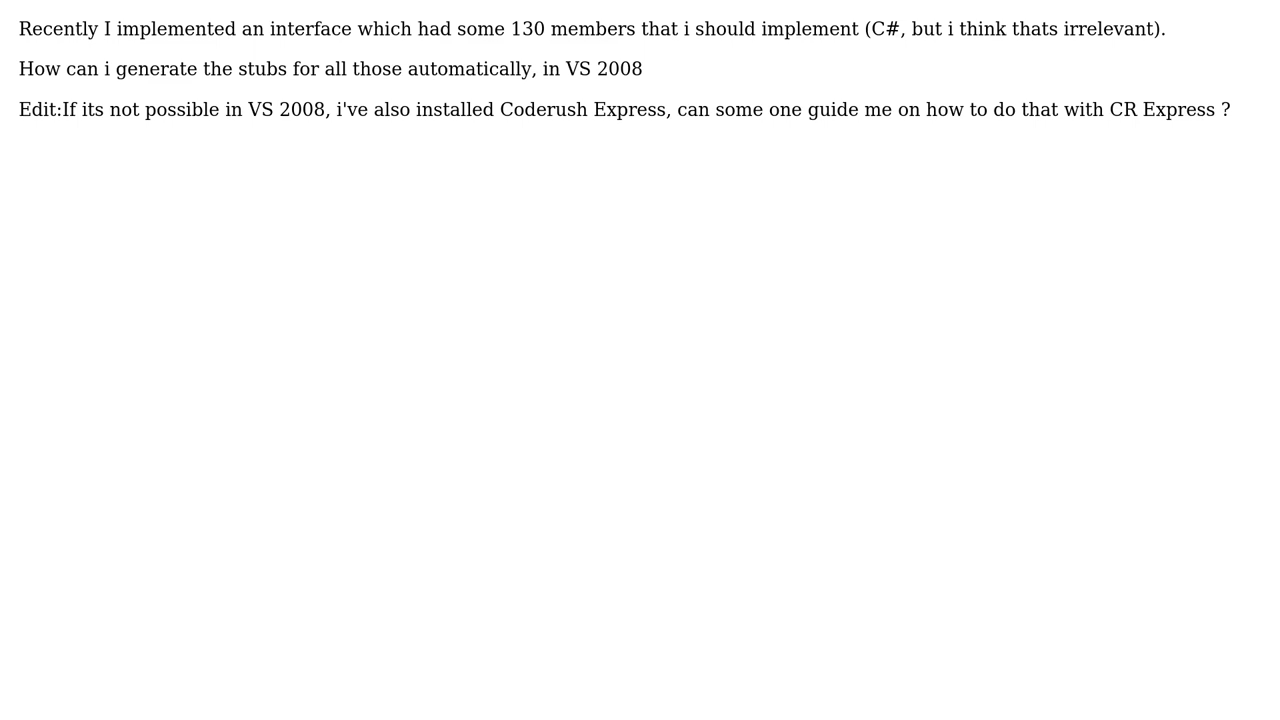 Recently I implemented an interface which had some 130 members that i should implement (C#, but i think thats irrelevant).
How can i generate the stubs for all those automatically, in VS 2008
Edit:If its not possible in VS 2008, i've also installed Coderush Express, can some one guide me on how to do that with CR Express ?